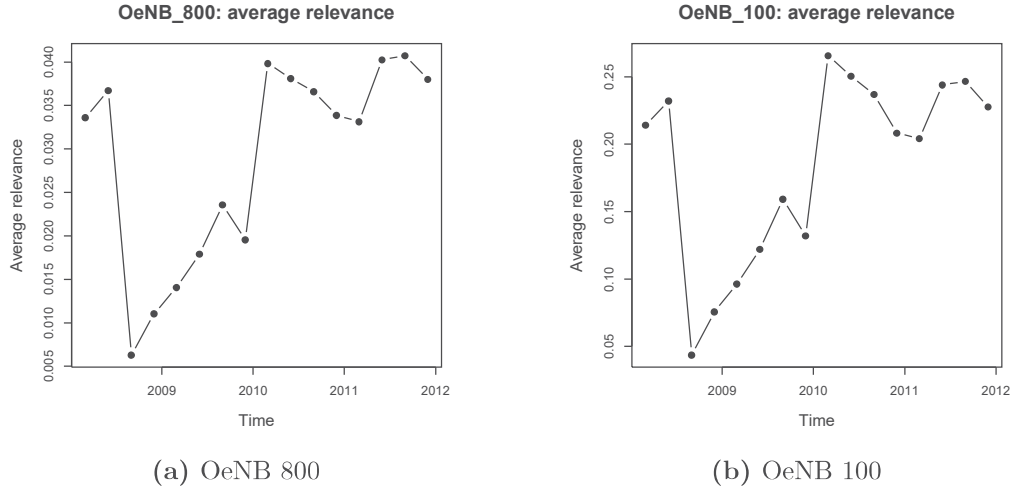 OeNB_800: average relevance
Average relevance
0.005 0.010 0.015 0.020 0.025 0.030 0.035 0.040
2009 2010 2011 2012
Time
(a) OeNB 800
OeNB_100: average relevance
Average relevance
0.05 0.10 0.15 0.20 0.25
2009 2010 2011 2012
Time
(b) OeNB 100